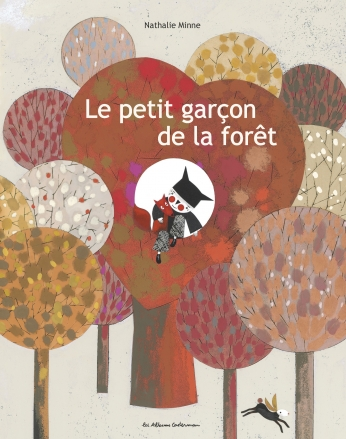 Nathalie Minne
Le petit garçon
de la forêt
Les Albums Casterman